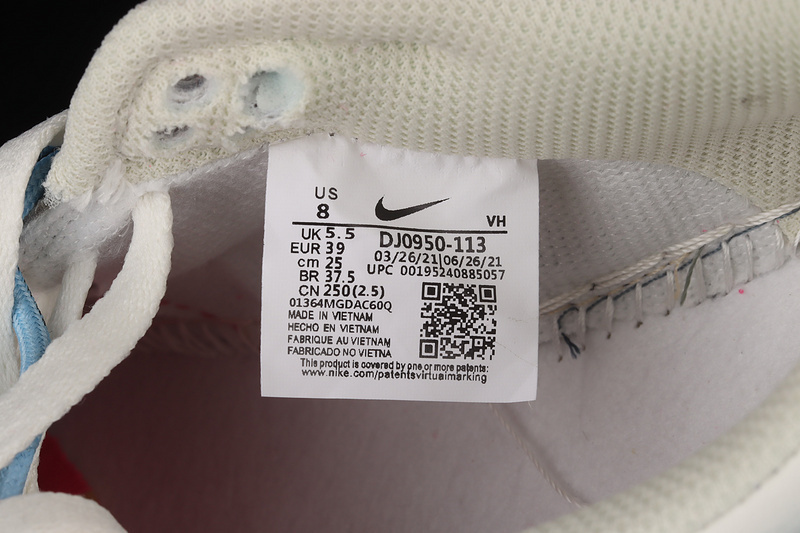 US
8
VH
UK 5.5
EUR 39
cm 25
BR 37.5
CN 250(2.5)
DJ0950-113
03/26/21|06/26/21
UPC 00195240885057
01364MGDAC60Q
MADE IN VIETNAM
HECHO EN VIETNAM
FABRIQUE AU VIETNAM
FABRICADO NO VIETNA
This product is covered by one or more patents:
www.nike.com/patentsvirtualmarking